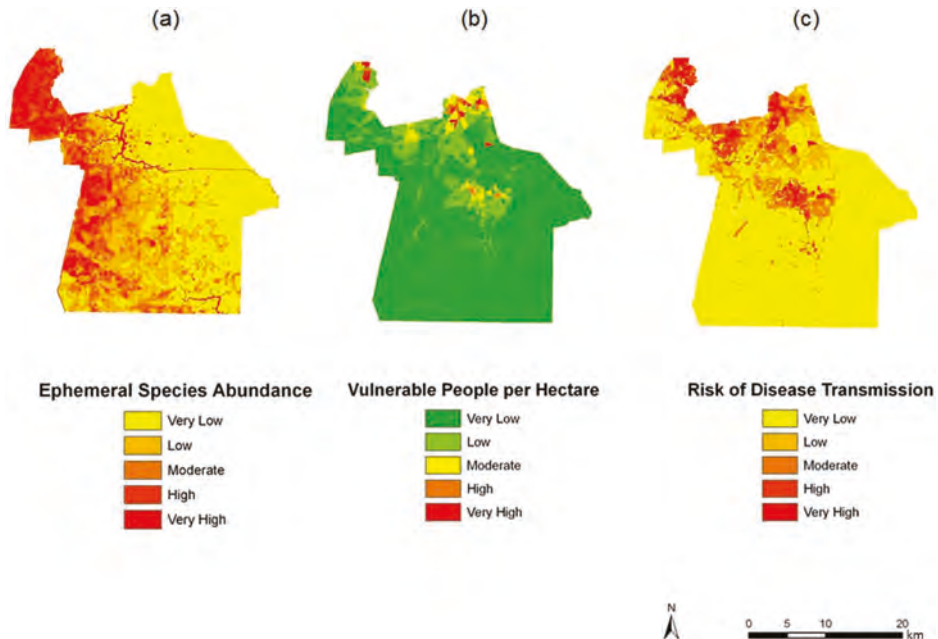 (a)
(b)
(c)
Ephemeral Species Abundance
Very Low
Low
Moderate
High
Very High
Vulnerable People per Hectare
Very Low
Low
Moderate
High
Very High
Risk of Disease Transmission
Very Low
Low
Moderate
High
Very High
N
0 5 10 20
km